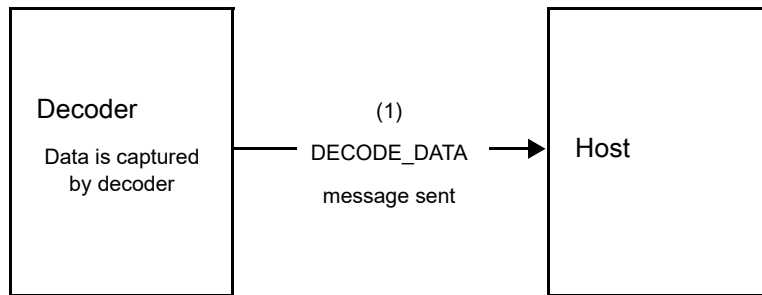 Decoder
Data is captured
by decoder
(1)
DECODE_DATA
message sent
Host